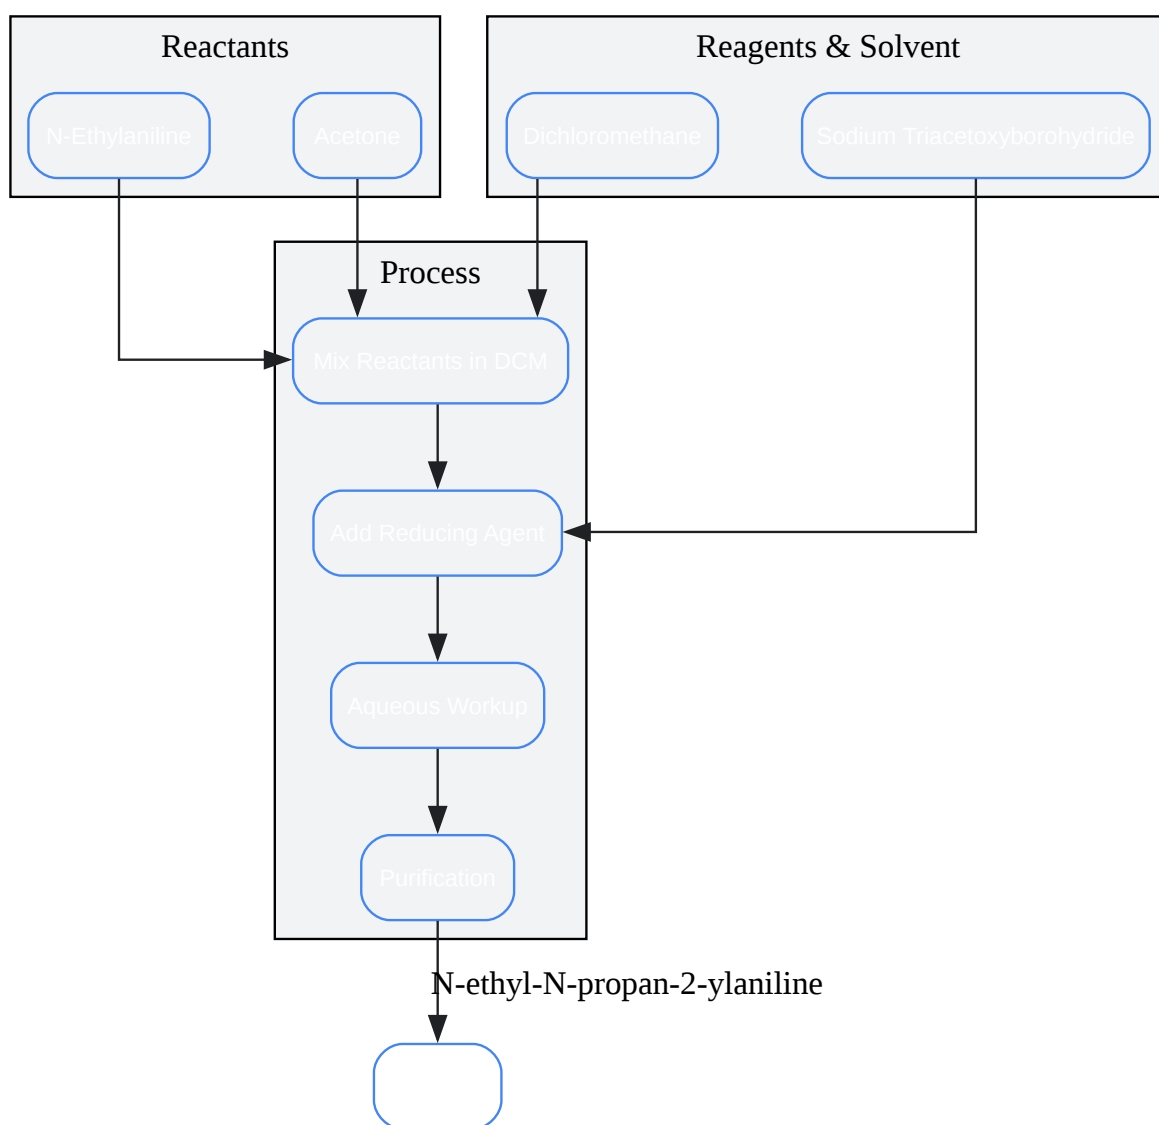 Reactants
Reagents & Solvent
N-Ethylaniline
Acetone
Dichloromethane
Sodium Triacetoxyborohydride
Process
Mix Reactants in DCM
Add Reducing Agent
Aqueous Workup
Purification
N-ethyl-N-propan-2-ylaniline